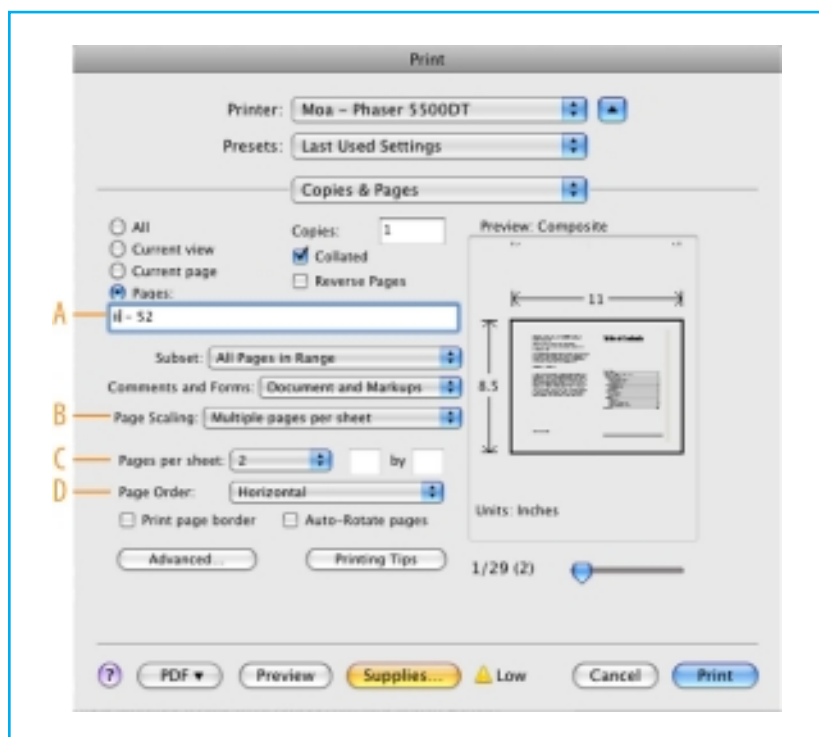 Print
Printer: Moa – Phaser 5500DT
Presets: Last Used Settings
Copies & Pages
All
Current view
Current page
Pages:
Copies: 1
Collated
Reverse Pages
A
- 52
Subset: All Pages in Range
Comments and Forms: Document and Markups
B
Page Scaling: Multiple pages per sheet
C
Pages per sheet: 2 by
D
Page Order: Horizontal
Print page border Auto-Rotate pages
Advanced... Printing Tips
Preview: Composite
11
8.5
Table of Contents
Units: Inches
1/29 (2)
? PDF ▾ Preview Supplies... Low Cancel Print